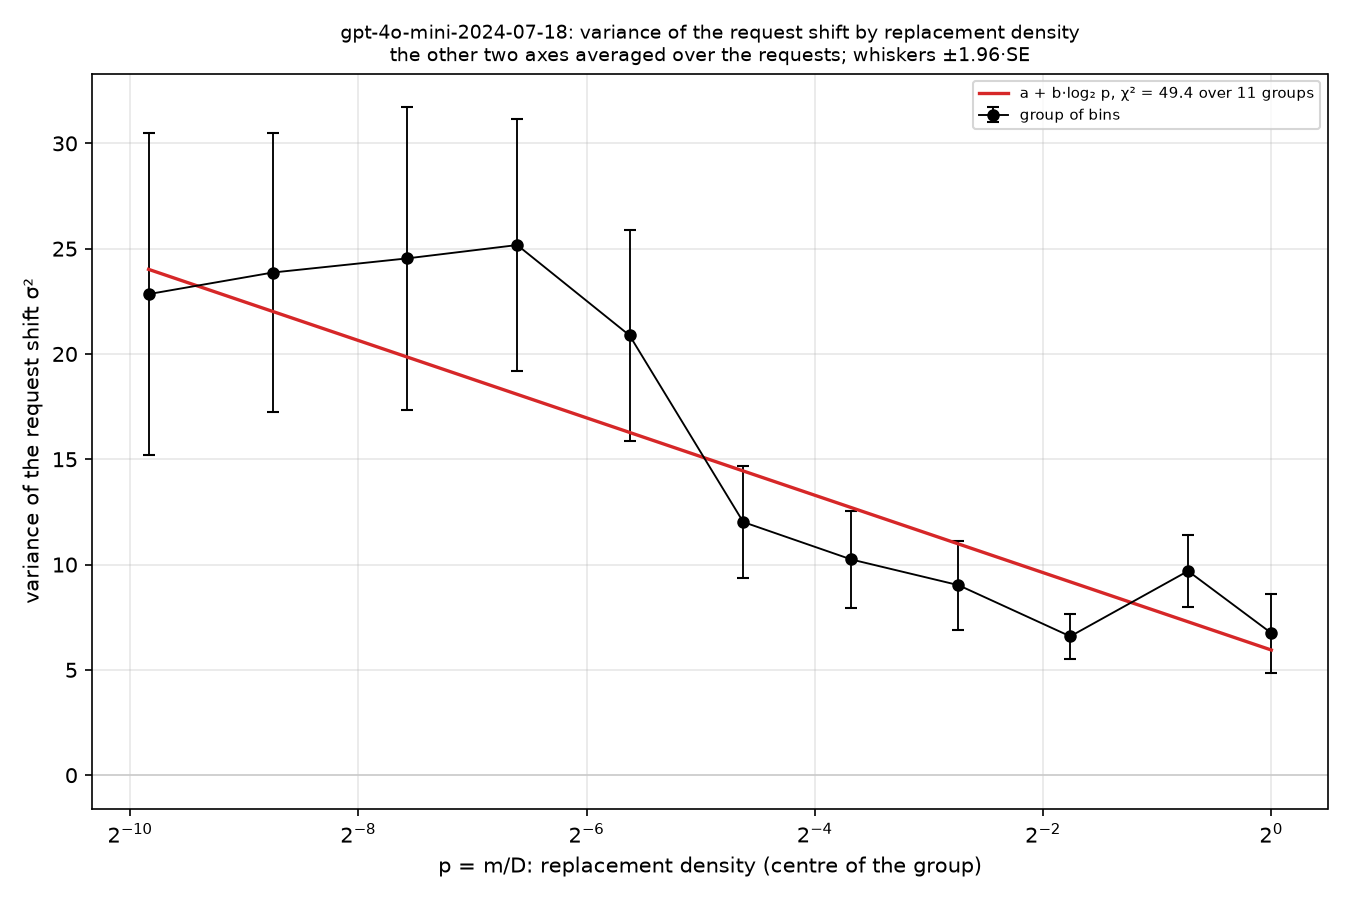 gpt-4o-mini-2024-07-18: variance of the request shift by replacement density
the other two axes averaged over the requests; whiskers ±1.96·SE
a + b·log₂ p, χ² = 49.4 over 11 groups
group of bins
variance of the request shift σ²
30
25
20
15
10
5
0
2⁻¹⁰ 2⁻⁸ 2⁻⁶ 2⁻⁴ 2⁻² 2⁰
p = m/D: replacement density (centre of the group)